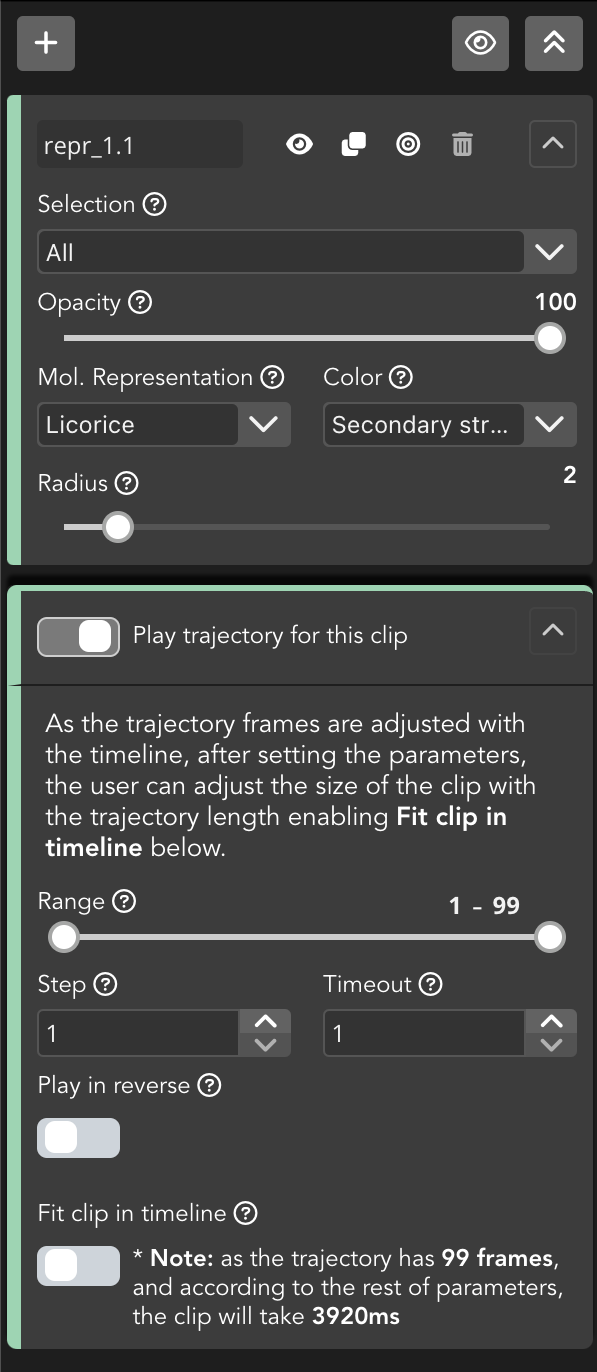 repr_1.1
Selection
All
Opacity 100
Mol. Representation Color
Licorice Secondary str...
Radius 2
Play trajectory for this clip
As the trajectory frames are adjusted with
the timeline, after setting the parameters,
the user can adjust the size of the clip with
the trajectory length enabling Fit clip in
timeline below.
Range 1 - 99
Step Timeout
1 1
Play in reverse
Fit clip in timeline
* Note: as the trajectory has 99 frames,
and according to the rest of parameters,
the clip will take 3920ms